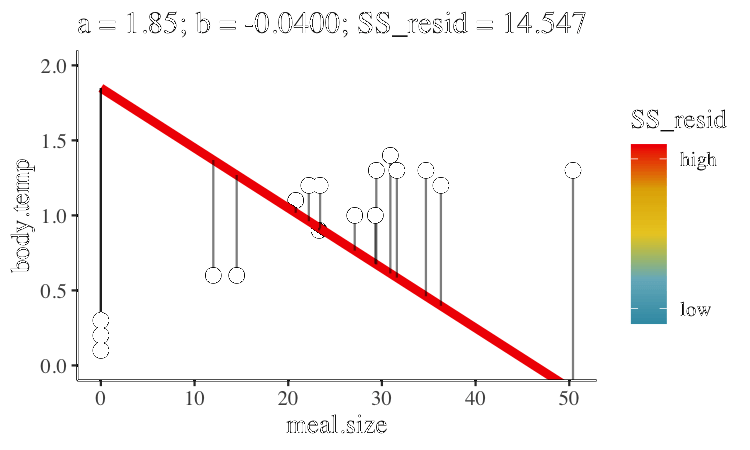 a = 1.85; b = -0.0400; SS_resid = 14.547
2.0
1.5
1.0
0.5
0.0
body.temp
0 10 20 30 40 50
meal.size
SS_resid
high
low